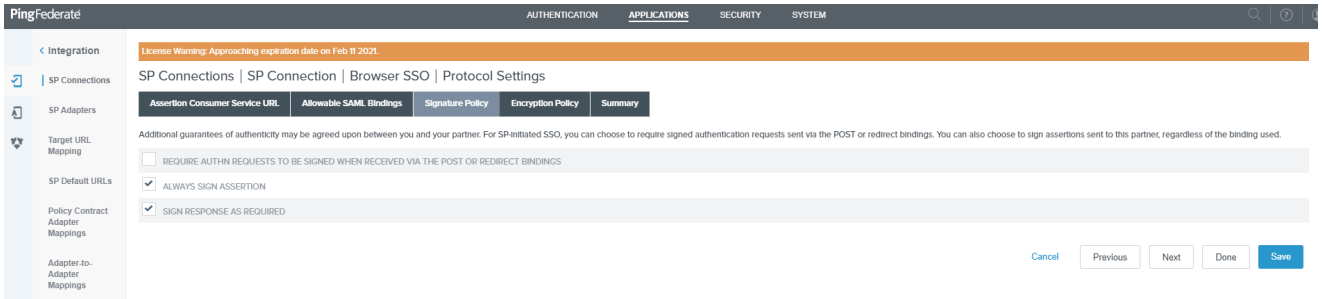 PingFederate
AUTHENTICATION APPLICATIONS SECURITY SYSTEM
< Integration
SP Connections
SP Adapters
Target URL
Mapping
SP Default URLs
Policy Contract
Adapter
Mappings
Adapter-to-
Adapter
Mappings
License Warning: Approaching expiration date on Feb 11 2021.
SP Connections | SP Connection | Browser SSO | Protocol Settings
Assertion Consumer Service URL Allowable SAML Bindings Signature Policy Encryption Policy Summary
Additional guarantees of authenticity may be agreed upon between you and your partner. For SP-initiated SSO, you can choose to require signed authentication requests sent via the POST or redirect bindings. You can also choose to sign assertions sent to this partner, regardless of the binding used.
REQUIRE AUTHN REQUESTS TO BE SIGNED WHEN RECEIVED VIA THE POST OR REDIRECT BINDINGS
ALWAYS SIGN ASSERTION
SIGN RESPONSE AS REQUIRED
Cancel Previous Next Done Save